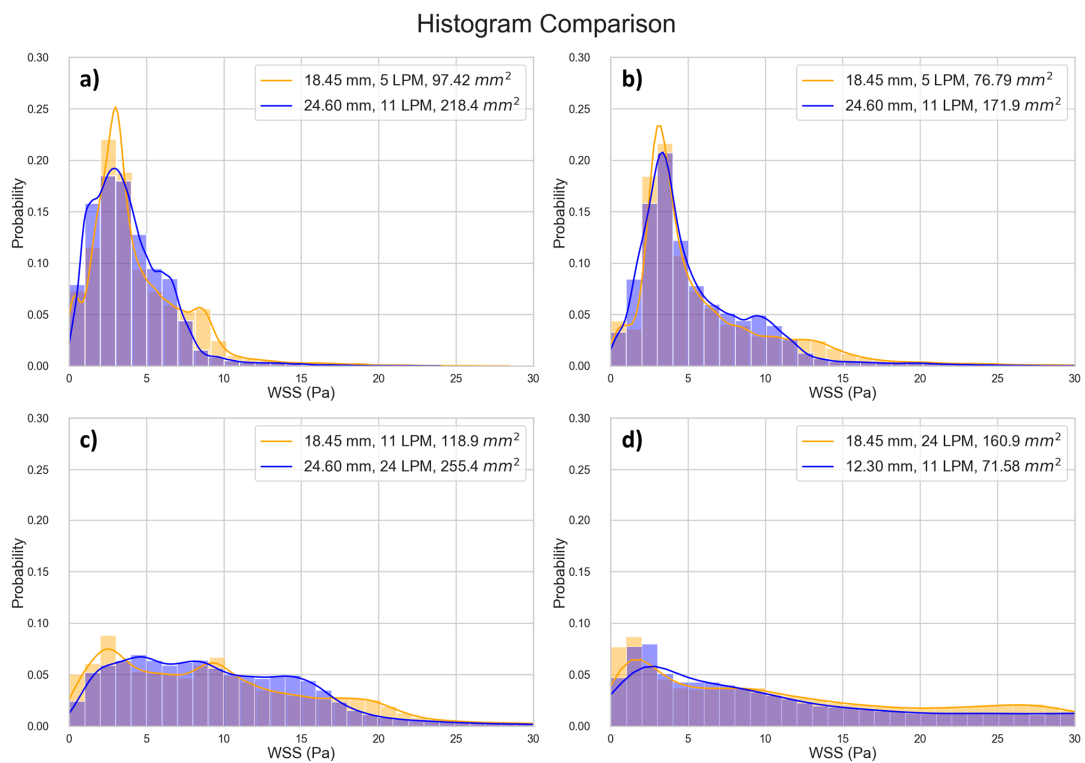 Histogram Comparison
a)
18.45 mm, 5 LPM, 97.42 mm²
24.60 mm, 11 LPM, 218.4 mm²
0.30
0.25
0.20
0.15
0.10
0.05
0.00
Probability
0 5 10 15 20 25 30
WSS (Pa)
b)
18.45 mm, 5 LPM, 76.79 mm²
24.60 mm, 11 LPM, 171.9 mm²
0.30
0.25
0.20
0.15
0.10
0.05
0.00
Probability
0 5 10 15 20 25 30
WSS (Pa)
c)
18.45 mm, 11 LPM, 118.9 mm²
24.60 mm, 24 LPM, 255.4 mm²
0.30
0.25
0.20
0.15
0.10
0.05
0.00
Probability
0 5 10 15 20 25 30
WSS (Pa)
d)
18.45 mm, 24 LPM, 160.9 mm²
12.30 mm, 11 LPM, 71.58 mm²
0.30
0.25
0.20
0.15
0.10
0.05
0.00
Probability
0 5 10 15 20 25 30
WSS (Pa)